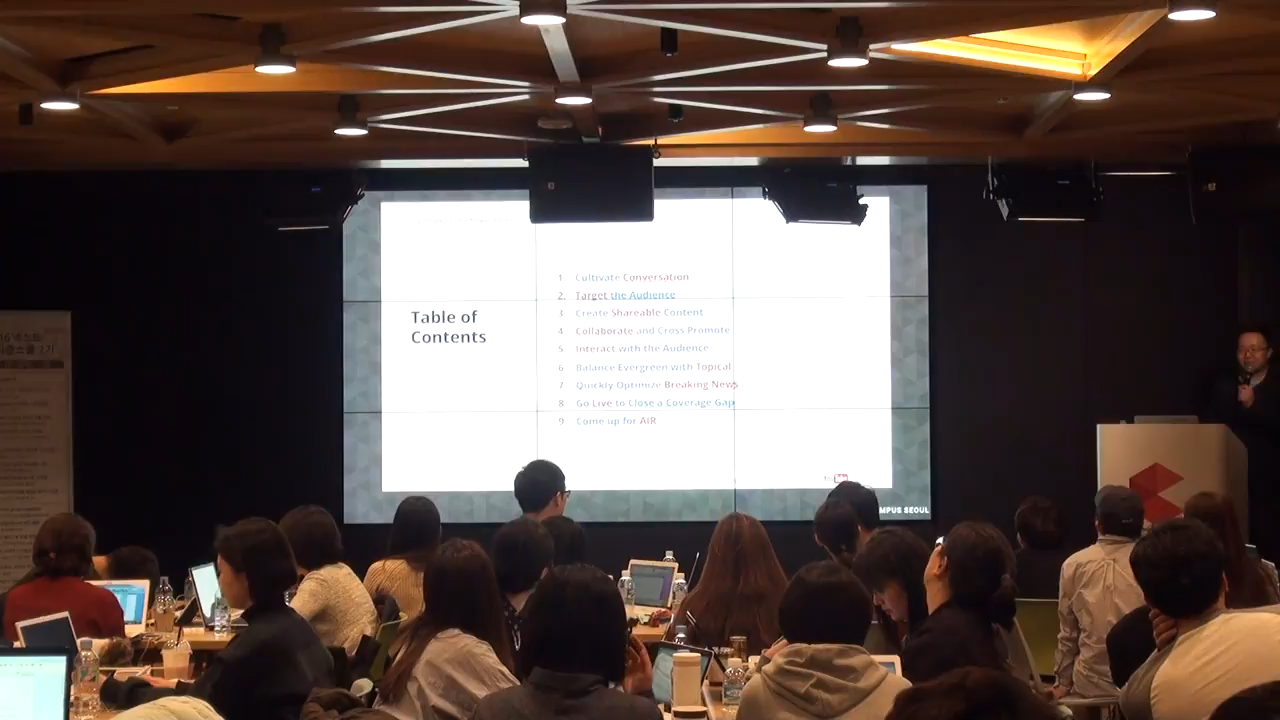 Table of
Contents
1 Cultivate Conversation
2. Target the Audience
3 Create Shareable Content
4 Collaborate and Cross Promote
5 Interact with the Audience
6 Balance Evergreen with Topical
7 Quickly Optimize Breaking News
8. Go Live to Close a Coverage Gap
9 Come up for AIR
MPUS SEOUL